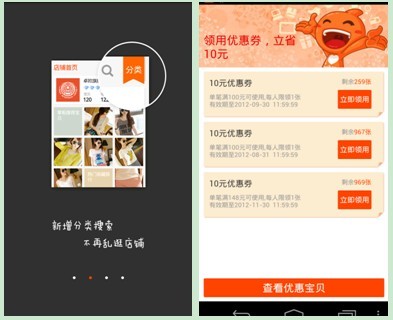 店铺首页
分类
120
新增分类搜索
不再乱逛店铺
领用优惠券，立省
10元
10元优惠券
剩余259张
单笔满100元可使用,每人限领1张
有效期至2012-09-30 11:59:59
立即领用
10元优惠券
剩余967张
单笔满100元可使用,每人限领1张
有效期至2012-08-31 11:59:59
立即领用
10元优惠券
剩余969张
单笔满148元可使用,每人限领1张
有效期至2012-11-30 11:59:59
立即领用
查看优惠宝贝